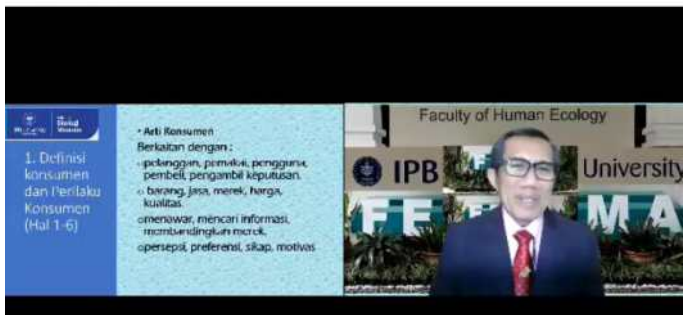 1. Definisi
konsumen
dan Perilaku
Konsumen
(Hal 1-6)
• Arti Konsumen
Berkaitan dengan :
pelanggan, pemakai, pengguna,
pembeli, pengambil keputusan.
barang, jasa, merek, harga,
kualitas.
menawar, mencari informasi,
membandingkan merek.
persepsi, preferensi, sikap, motivas
Faculty of Human Ecology
IPB University
FE MA